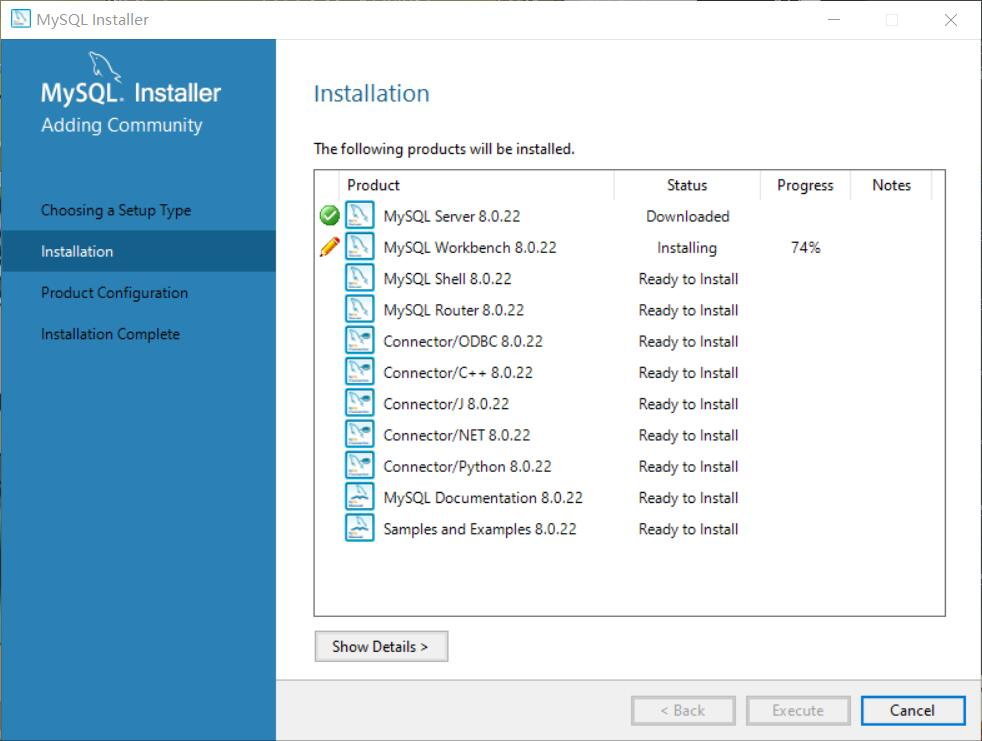 MySQL Installer
MySQL. Installer
Adding Community
Choosing a Setup Type
Installation
Product Configuration
Installation Complete
Installation
The following products will be installed.
Product Status Progress Notes
MySQL Server 8.0.22 Downloaded
MySQL Workbench 8.0.22 Installing 74%
MySQL Shell 8.0.22 Ready to Install
MySQL Router 8.0.22 Ready to Install
Connector/ODBC 8.0.22 Ready to Install
Connector/C++ 8.0.22 Ready to Install
Connector/J 8.0.22 Ready to Install
Connector/NET 8.0.22 Ready to Install
Connector/Python 8.0.22 Ready to Install
MySQL Documentation 8.0.22 Ready to Install
Samples and Examples 8.0.22 Ready to Install
Show Details >
< Back Execute Cancel